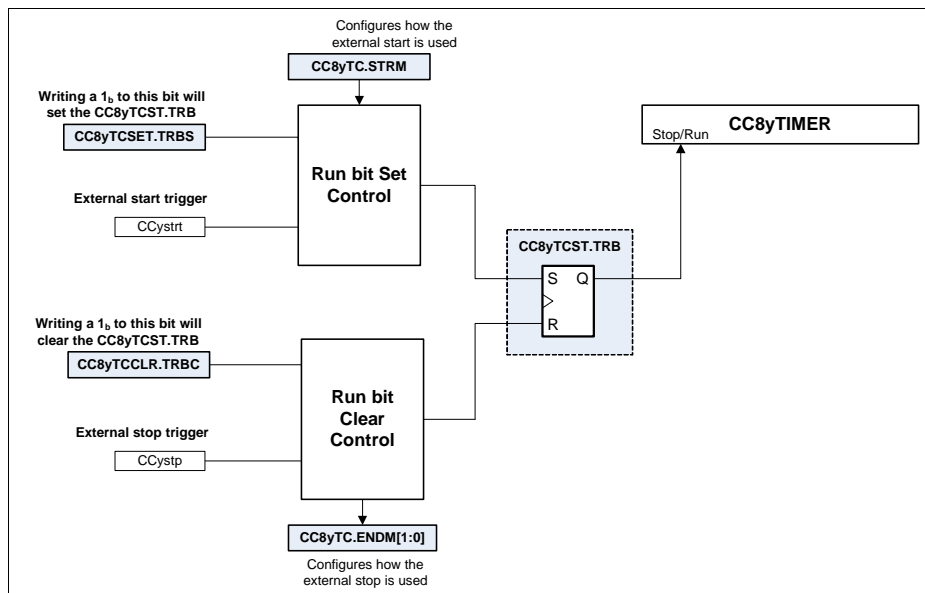 Configures how the
external start is used
CC8yTC.STRM
Writing a 1b to this bit will
set the CC8yTCST.TRB
CC8yTCSET.TRBS
Run bit Set
Control
External start trigger
CCystrt
CC8yTIMER
Stop/Run
CC8yTCST.TRB
S Q
R
Writing a 1b to this bit will
clear the CC8yTCST.TRB
CC8yTCCLR.TRBC
Run bit
Clear
Control
External stop trigger
CCystp
CC8yTC.ENDM[1:0]
Configures how the
external stop is used